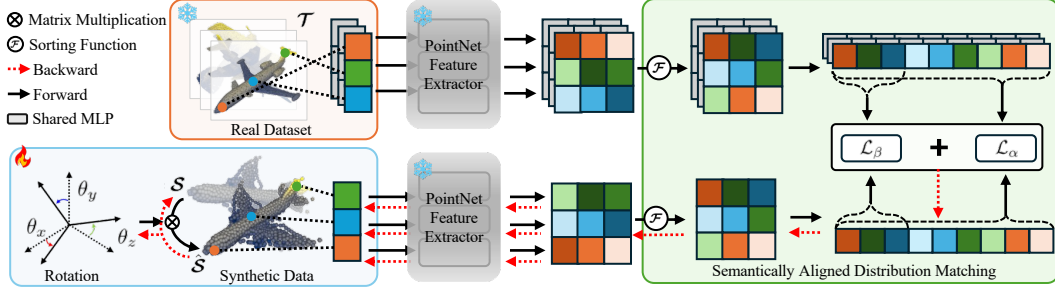 Matrix Multiplication
ℱ Sorting Function
Backward
Forward
Shared MLP
𝒯
Real Dataset
PointNet
Feature
Extractor
ℱ
ℒβ + ℒα
θy
θx
θz
Rotation
𝒮
Ŝ
Synthetic Data
PointNet
Feature
Extractor
ℱ
Semantically Aligned Distribution Matching